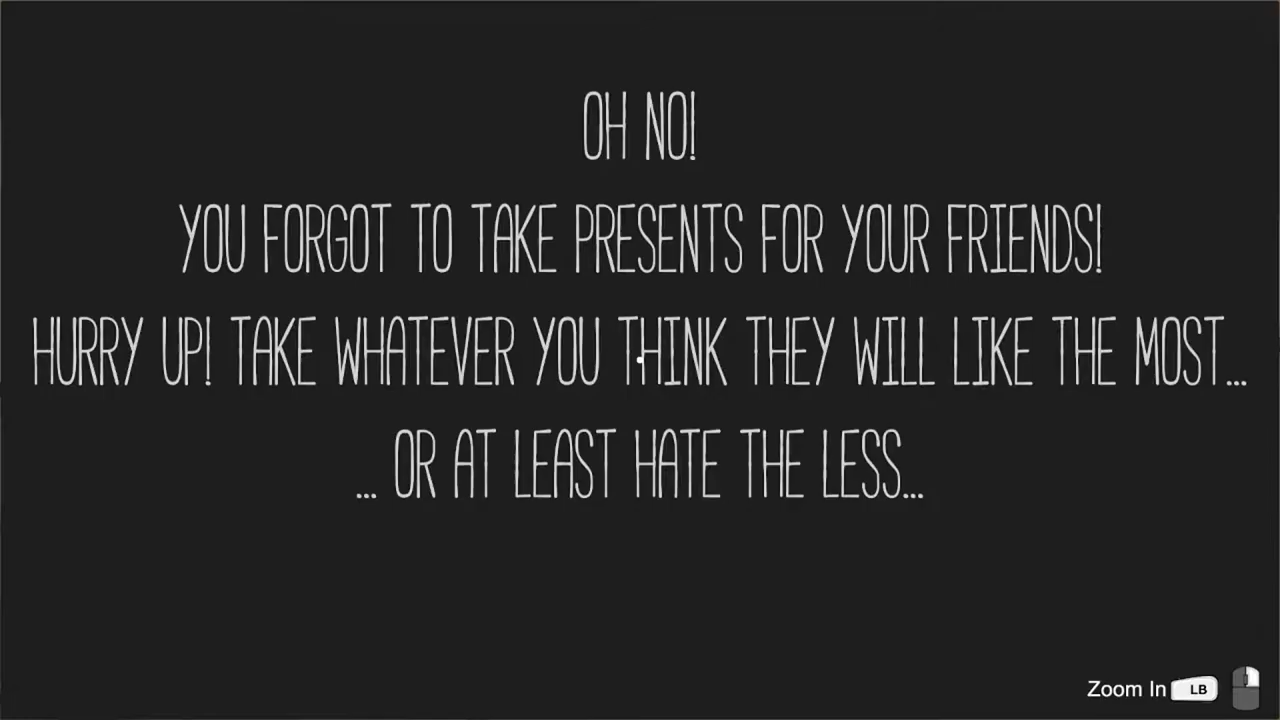 OH NO!
YOU FORGOT TO TAKE PRESENTS FOR YOUR FRIENDS!
HURRY UP! TAKE WHATEVER YOU THINK THEY WILL LIKE THE MOST...
... OR AT LEAST HATE THE LESS...
Zoom In LB